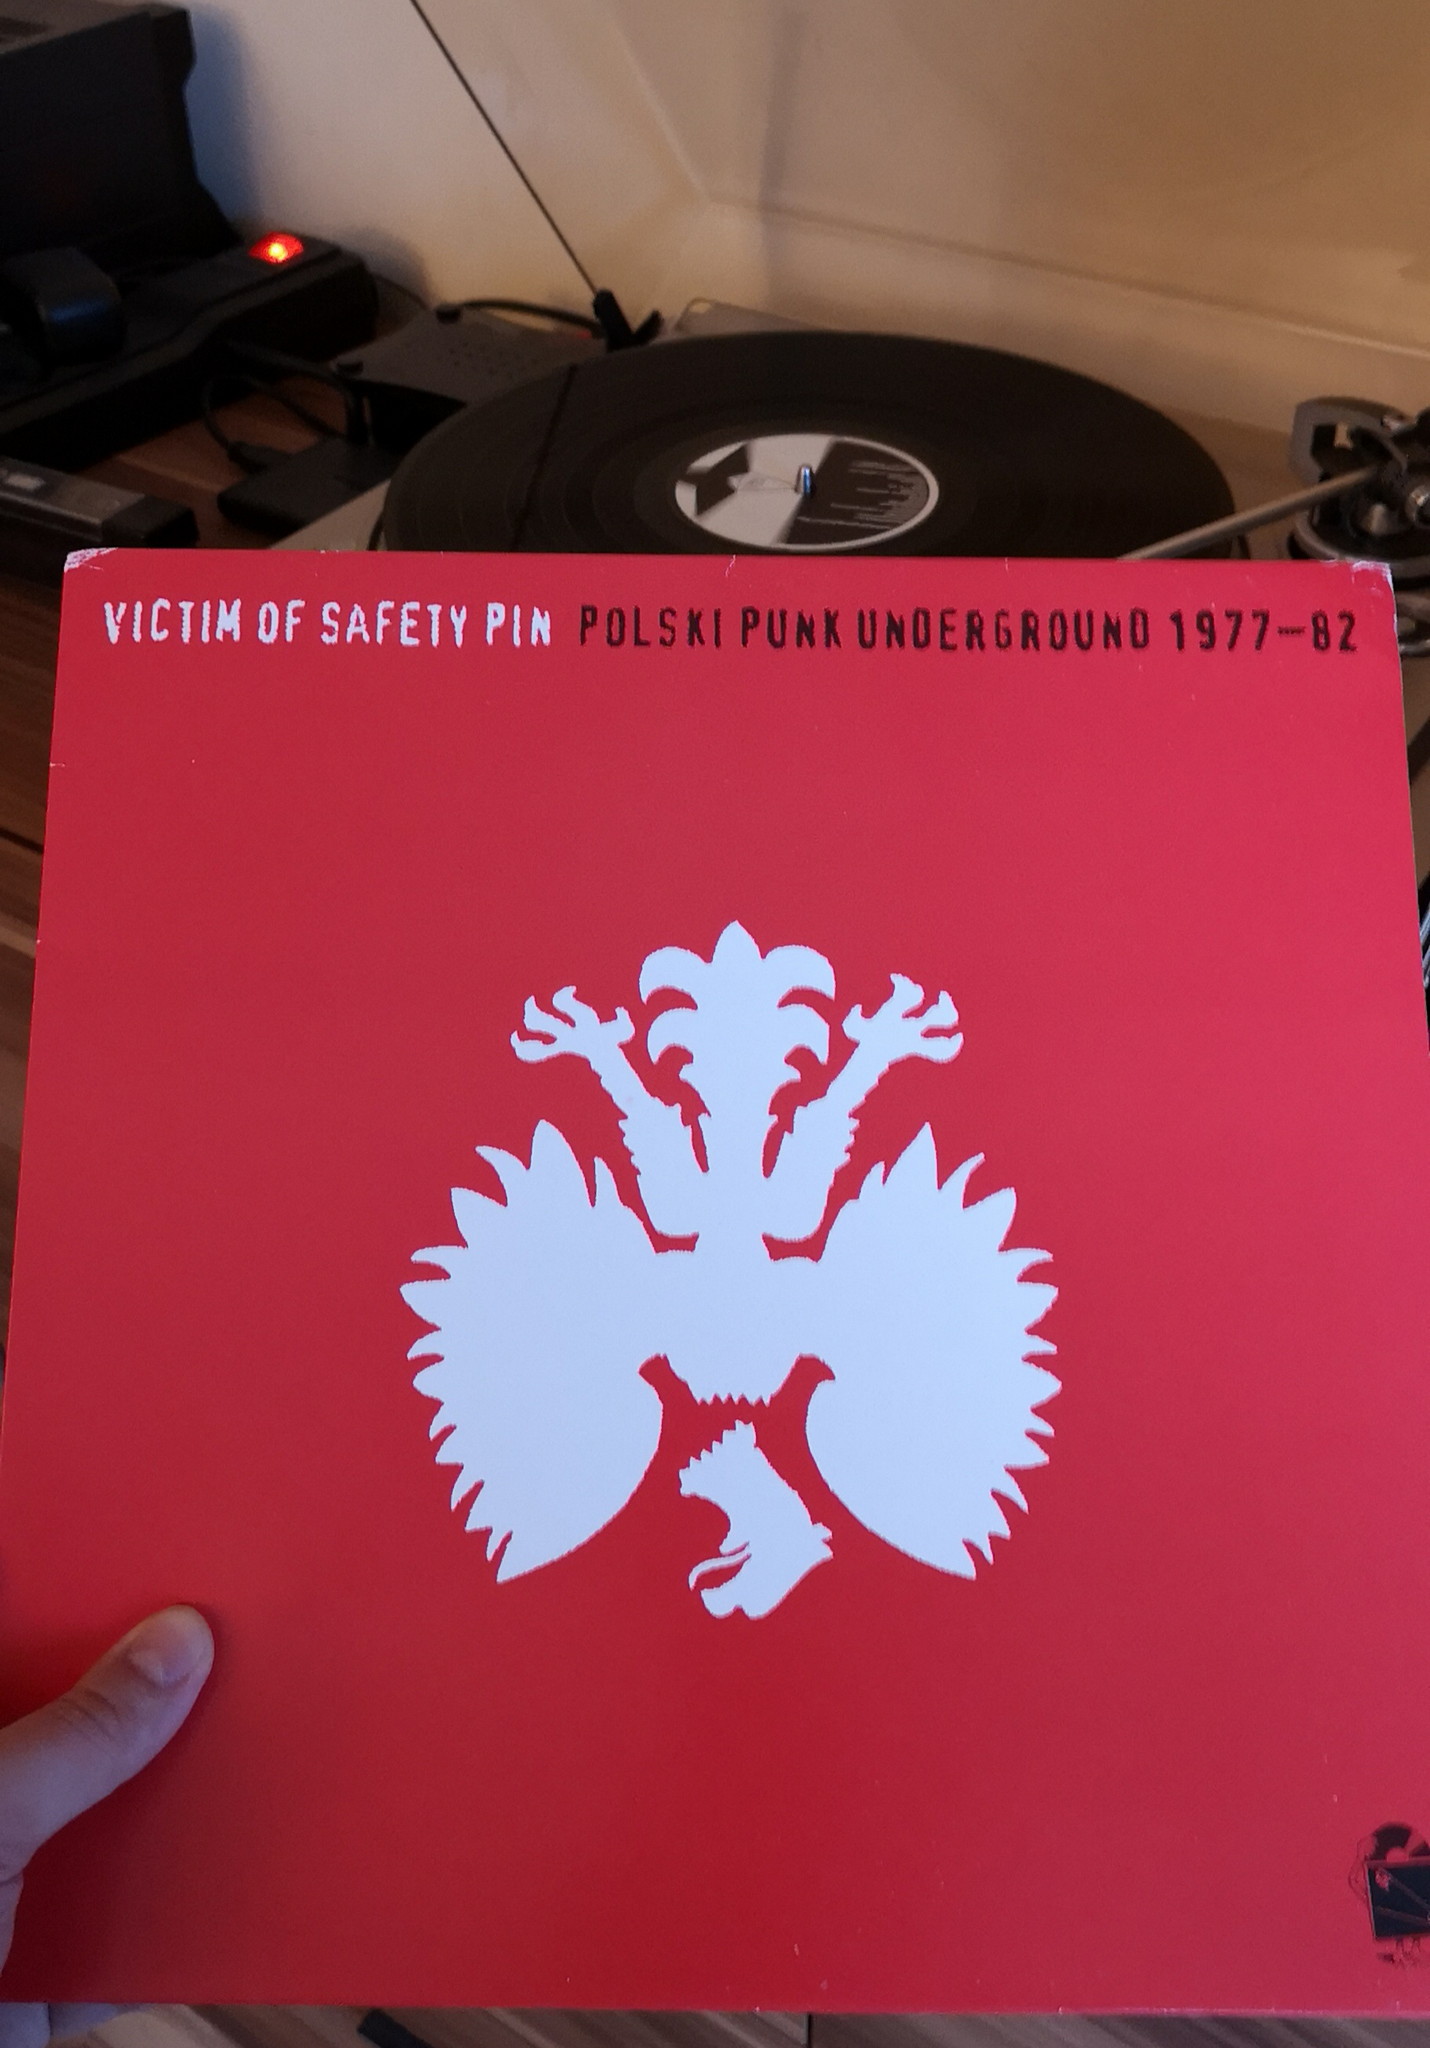 VICTIM OF SAFETY PIN POLSKI PUNK UNDERGROUND 1977-82